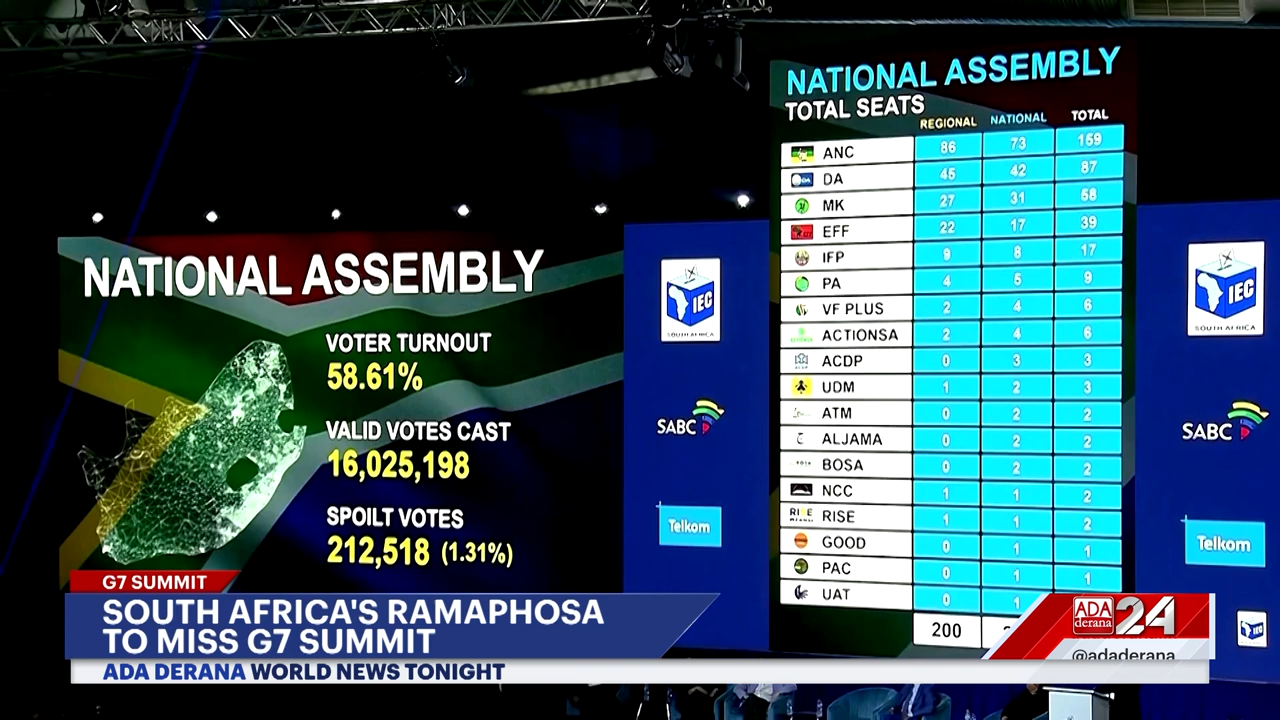 NATIONAL ASSEMBLY
VOTER TURNOUT
58.61%
VALID VOTES CAST
16,025,198
SPOILT VOTES
212,518 (1.31%)
IEC
SOUTH AFRICA
SABC
Telkom
NATIONAL ASSEMBLY
TOTAL SEATS
REGIONAL NATIONAL TOTAL
ANC 86 73 159
DA 45 42 87
MK 27 31 58
EFF 22 17 39
IFP 9 8 17
PA 4 5 9
VF PLUS 2 4 6
ACTIONSA 2 4 6
ACDP 0 3 3
UDM 1 2 3
ATM 0 2 2
ALJAMA 0 2 2
BOSA 0 2 2
NCC 1 1 2
RISE 1 1 2
GOOD 0 1 1
PAC 0 1 1
UAT 0 1
200
IEC
SOUTH AFRICA
SABC
Telkom
IEC
G7 SUMMIT
SOUTH AFRICA'S RAMAPHOSA
TO MISS G7 SUMMIT
ADA DERANA WORLD NEWS TONIGHT
ADA
derana 24
@adaderana